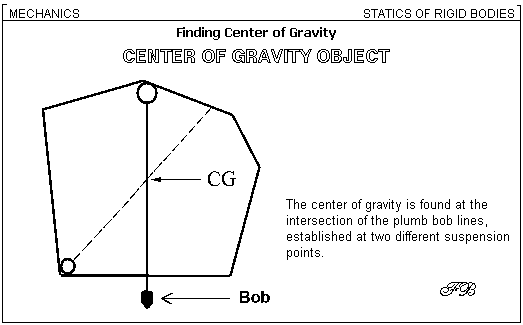 MECHANICS
STATICS OF RIGID BODIES
Finding Center of Gravity
CENTER OF GRAVITY OBJECT
CG
The center of gravity is found at the
intersection of the plumb bob lines,
established at two different suspension
points.
Bob